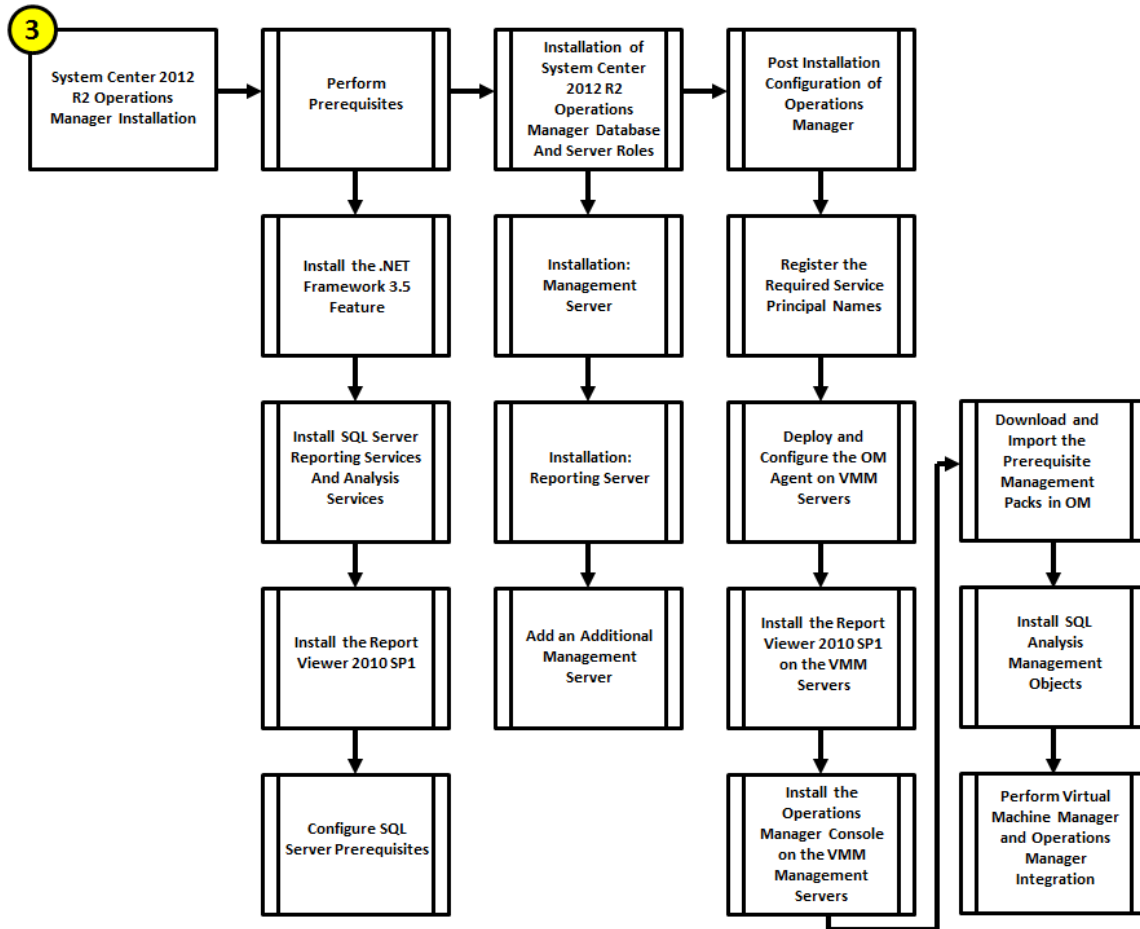 3
System Center 2012
R2 Operations
Manager Installation
Perform
Prerequisites
Installation of
System Center
2012 R2
Operations
Manager Database
And Server Roles
Post Installation
Configuration of
Operations
Manager
Install the .NET
Framework 3.5
Feature
Installation:
Management
Server
Register the
Required Service
Principal Names
Install SQL Server
Reporting Services
And Analysis
Services
Installation:
Reporting Server
Deploy and
Configure the OM
Agent on VMM
Servers
Download and
Import the
Prerequisite
Management
Packs in OM
Install the Report
Viewer 2010 SP1
Add an Additional
Management
Server
Install the Report
Viewer 2010 SP1
on the VMM
Servers
Install SQL
Analysis
Management
Objects
Configure SQL
Server Prerequisites
Install the
Operations
Manager Console
on the VMM
Management
Servers
Perform Virtual
Machine Manager
and Operations
Manager
Integration